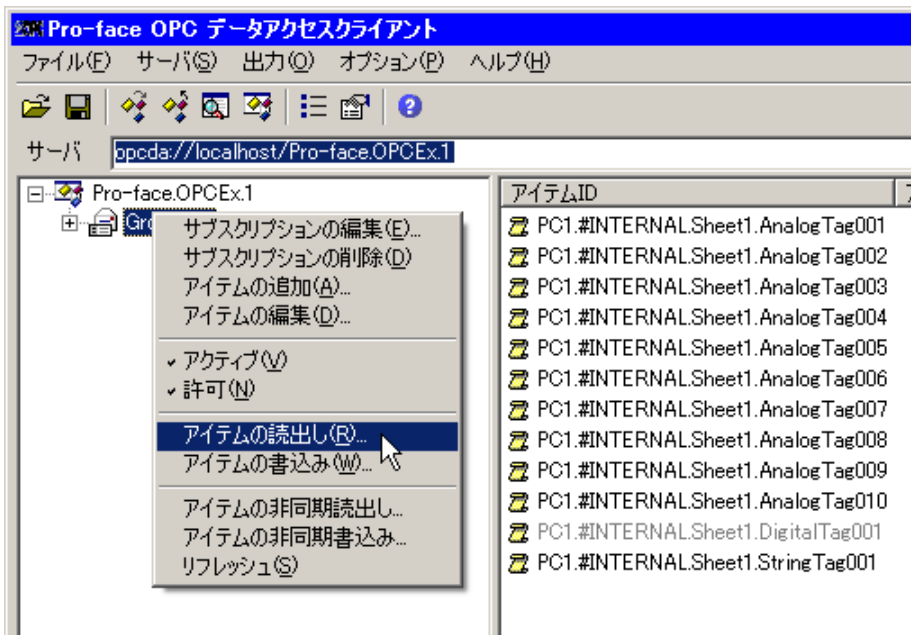 Pro-face OPC データアクセスクライアント
ファイル(F) サーバ(S) 出力(O) オプション(P) ヘルプ(H)
サーバ opcda://localhost/Pro-face.OPCEx.1
Pro-face.OPCEx.1
サブスクリプションの編集(E)...
サブスクリプションの削除(D)
アイテムの追加(A)...
アイテムの編集(D)...
アクティブ(V)
許可(N)
アイテムの読出し(R)...
アイテムの書込み(W)...
アイテムの非同期読出し...
アイテムの非同期書込み...
リフレッシュ(S)
アイテムID
PC1.#INTERNAL.Sheet1.AnalogTag001
PC1.#INTERNAL.Sheet1.AnalogTag002
PC1.#INTERNAL.Sheet1.AnalogTag003
PC1.#INTERNAL.Sheet1.AnalogTag004
PC1.#INTERNAL.Sheet1.AnalogTag005
PC1.#INTERNAL.Sheet1.AnalogTag006
PC1.#INTERNAL.Sheet1.AnalogTag007
PC1.#INTERNAL.Sheet1.AnalogTag008
PC1.#INTERNAL.Sheet1.AnalogTag009
PC1.#INTERNAL.Sheet1.AnalogTag010
PC1.#INTERNAL.Sheet1.DigitalTag001
PC1.#INTERNAL.Sheet1.StringTag001